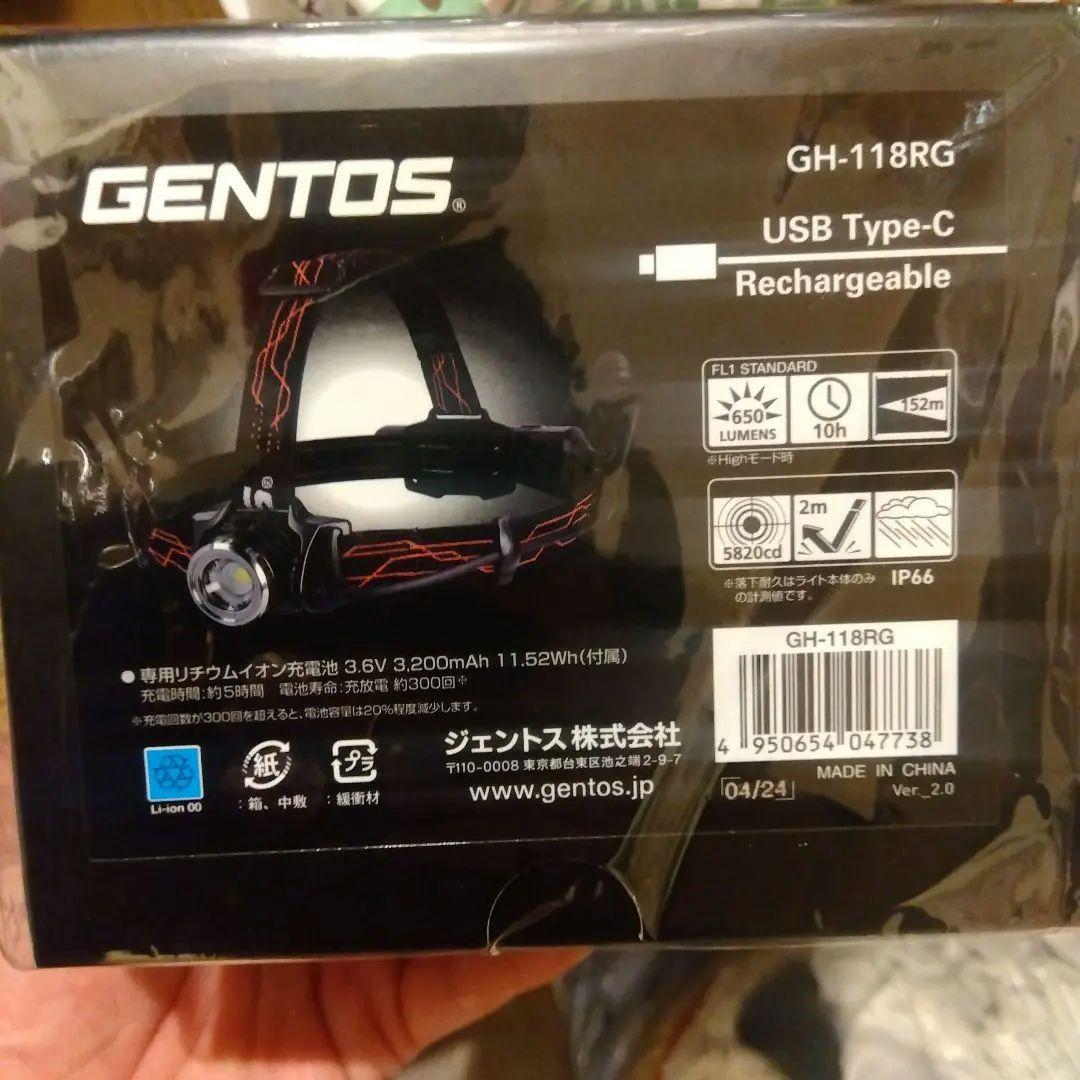 GENTOS®
GH-118RG
USB Type-C
Rechargeable
FL1 STANDARD
650
LUMENS
10h
152m
※Highモード時
5820cd
2m
※落下耐久はライト本体のみ
の計測値です。
IP66
●専用リチウムイオン充電池 3.6V 3,200mAh 11.52Wh(付属)
充電時間:約5時間 電池寿命:充放電 約300回※
※充電回数が300回を超えると、電池容量は20%程度減少します。
Li-ion 00
紙
:箱、中敷
プラ
:緩衝材
ジェントス株式会社
〒110-0008 東京都台東区池之端2-9-7
www.gentos.jp
GH-118RG
4 950654 047738
MADE IN CHINA
04/24
Ver._2.0